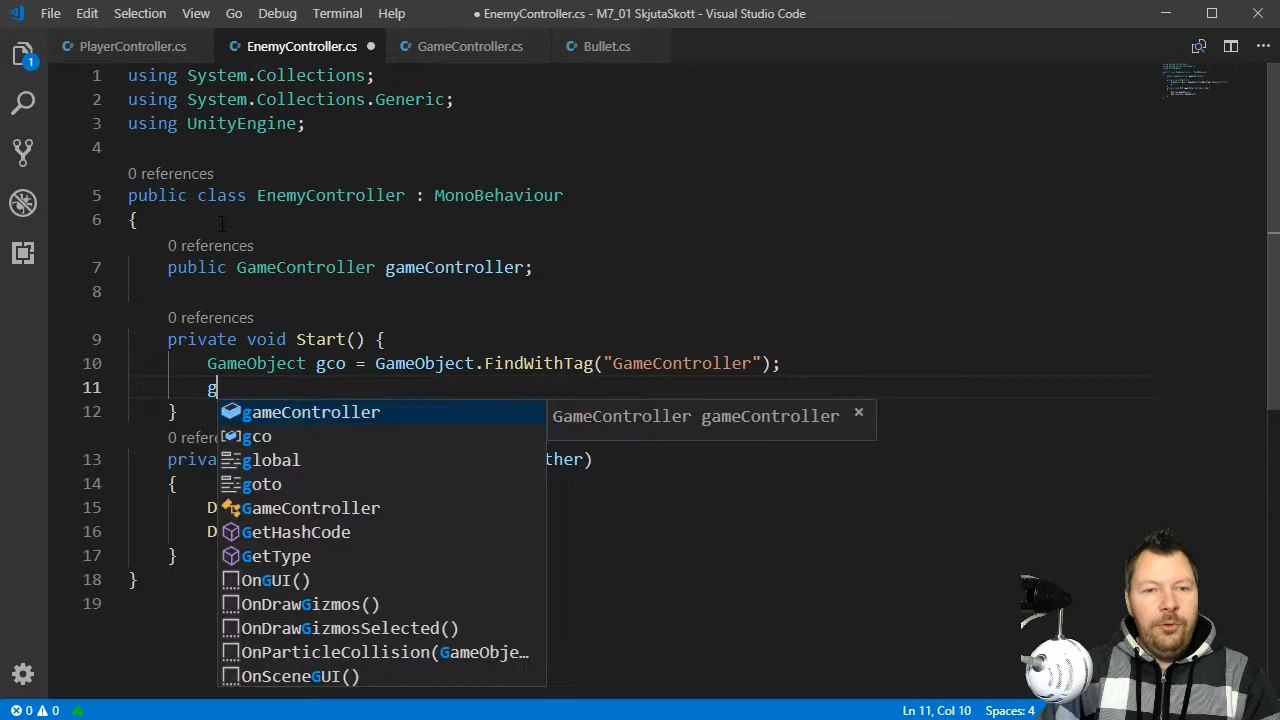 File Edit Selection View Go Debug Terminal Help
● EnemyController.cs - M7_01 SkjutaSkott - Visual Studio Code
PlayerController.cs EnemyController.cs GameController.cs Bullet.cs
1
1 using System.Collections;
2 using System.Collections.Generic;
3 using UnityEngine;
4
0 references
5 public class EnemyController : MonoBehaviour
6 {
0 references
7 public GameController gameController;
8
0 references
9 private void Start() {
10 GameObject gco = GameObject.FindWithTag("GameController");
11 g
12 }
gameController
GameController gameController
gco
global
goto
GameController
GetHashCode
GetType
OnGUI()
OnDrawGizmos()
OnDrawGizmosSelected()
OnParticleCollision(GameObje…
OnSceneGUI()
0 refer
13 priva ther)
14 {
15 D
16 D
17 }
18 }
19
0 0
Ln 11, Col 10 Spaces: 4